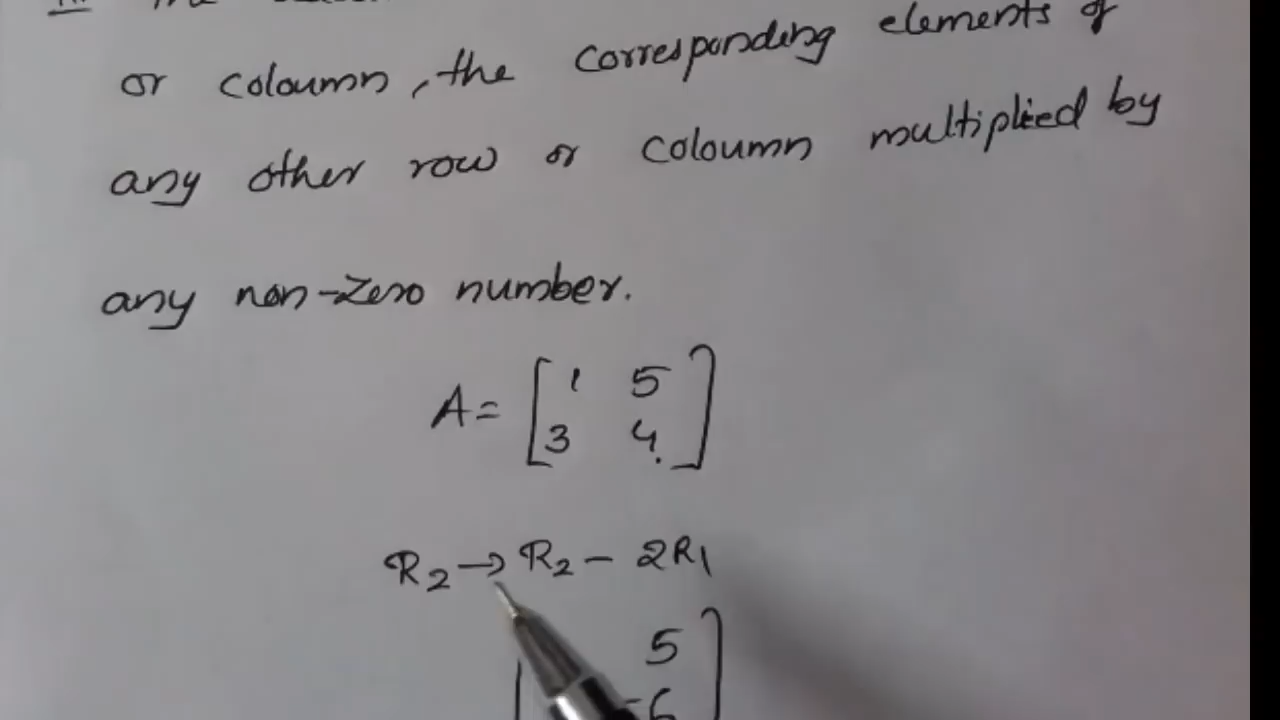 or coloumn, the corresponding elements of
any other row or coloumn multiplied by
any non-zero number.
A = [ 1 5
3 4 ]
R2 → R2 - 2R1
5
-6